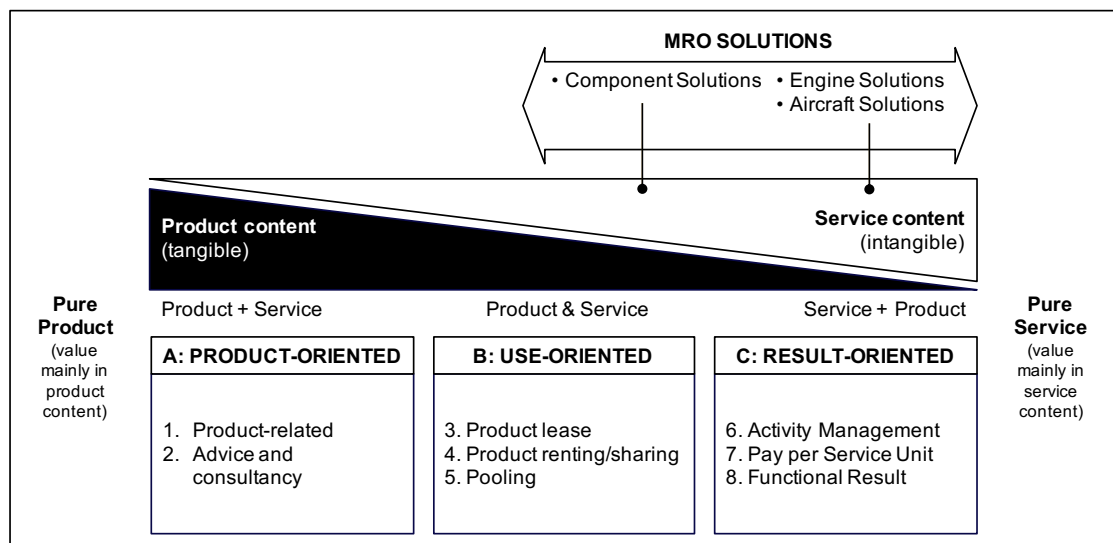 MRO SOLUTIONS
• Component Solutions
• Engine Solutions
• Aircraft Solutions
Product content
(tangible)
Service content
(intangible)
Product + Service
Product & Service
Service + Product
Pure
Product
(value
mainly in
product
content)
A: PRODUCT-ORIENTED
1. Product-related
2. Advice and
consultancy
B: USE-ORIENTED
3. Product lease
4. Product renting/sharing
5. Pooling
C: RESULT-ORIENTED
6. Activity Management
7. Pay per Service Unit
8. Functional Result
Pure
Service
(value
mainly in
service
content)